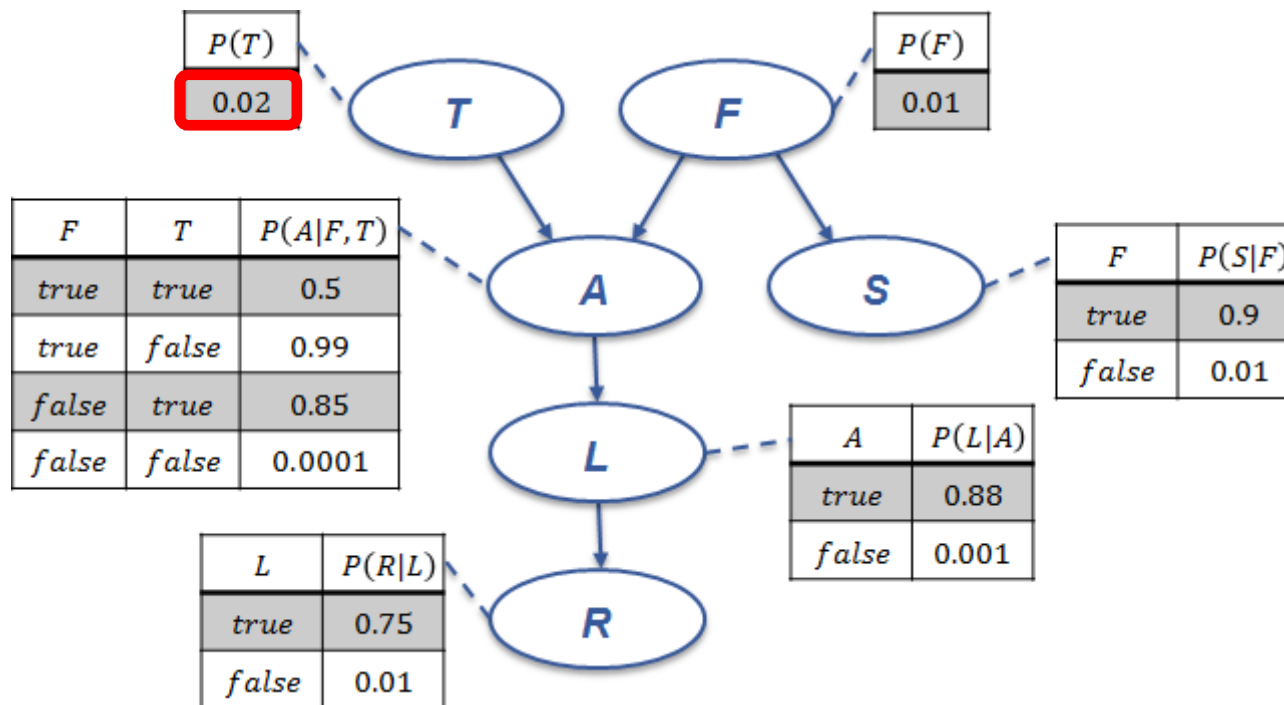 P(T)
0.02
T
F
P(F)
0.01
F T P(A|F,T)
true true 0.5
true false 0.99
false true 0.85
false false 0.0001
A
S
F P(S|F)
true 0.9
false 0.01
L
A P(L|A)
true 0.88
false 0.001
L P(R|L)
true 0.75
false 0.01
R